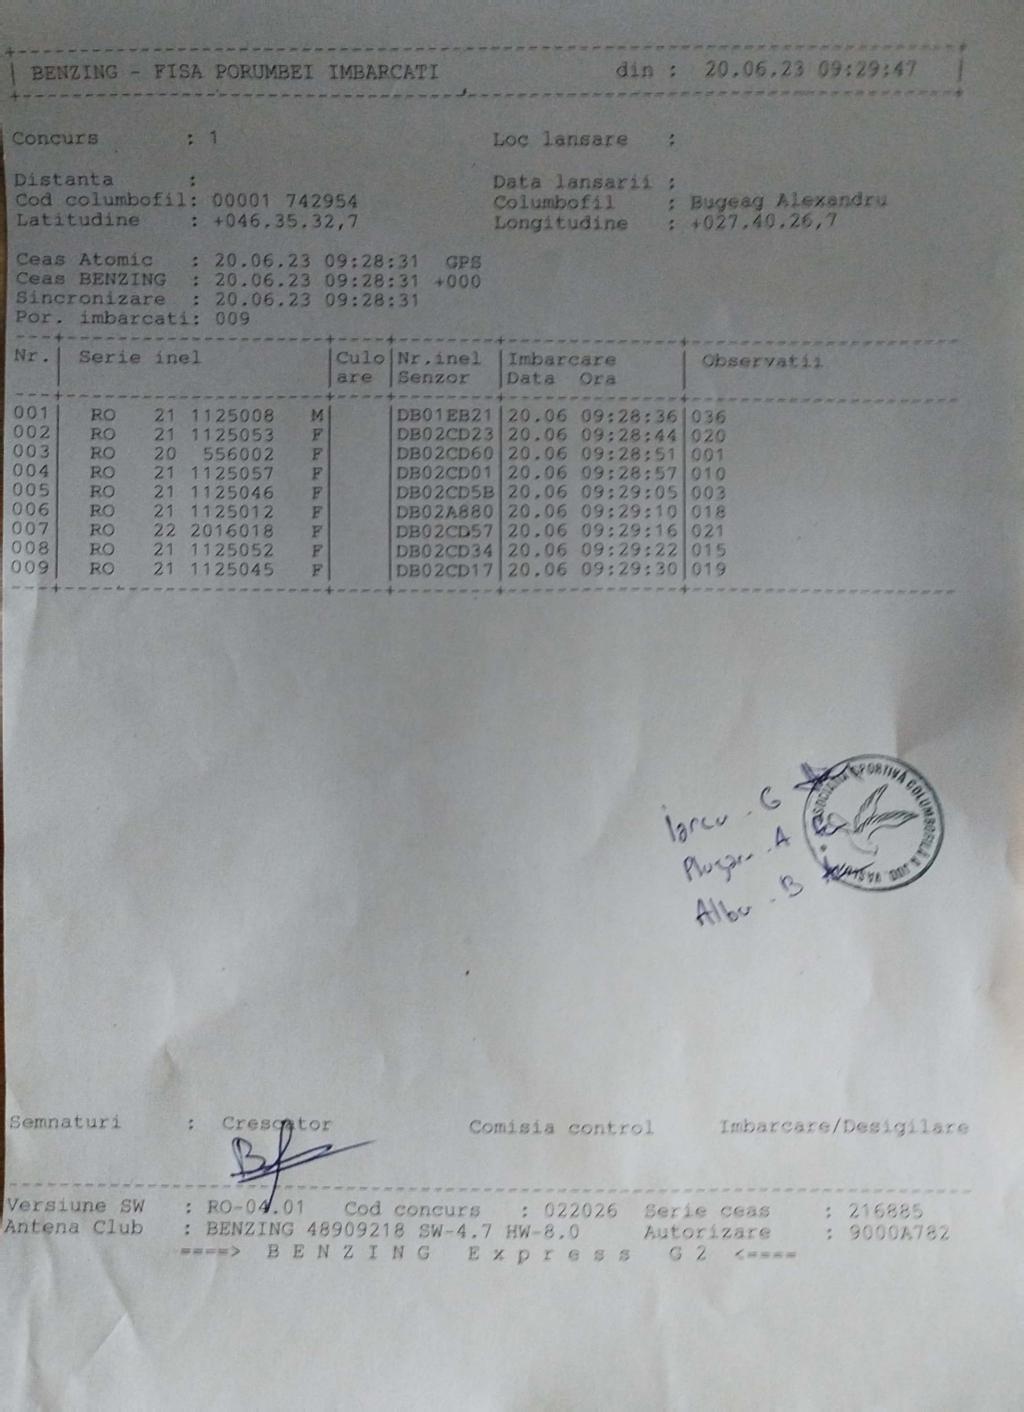 BENZING - FISA PORUMBEI IMBARCATI din : 20.06.23 09:29:47
Concurs : 1 Loc lansare :
Distanta : Data lansarii :
Cod columbofil: 00001 742954 Columbofil : Bugeag Alexandru
Latitudine : +046.35.32,7 Longitudine : +027.40.26,7
Ceas Atomic : 20.06.23 09:28:31 GPS
Ceas BENZING : 20.06.23 09:28:31 +000
Sincronizare : 20.06.23 09:28:31
Por. imbarcati: 009
Nr. Serie inel Culo Nr.inel Imbarcare Observatii
are Senzor Data Ora
001 RO 21 1125008 M DB01EB21 20.06 09:28:36 036
002 RO 21 1125053 F DB02CD23 20.06 09:28:44 020
003 RO 20 556002 F DB02CD60 20.06 09:28:51 001
004 RO 21 1125057 F DB02CD01 20.06 09:28:57 010
005 RO 21 1125046 F DB02CD5B 20.06 09:29:05 003
006 RO 21 1125012 F DB02A880 20.06 09:29:10 018
007 RO 22 2016018 F DB02CD57 20.06 09:29:16 021
008 RO 21 1125052 F DB02CD34 20.06 09:29:22 015
009 RO 21 1125045 F DB02CD17 20.06 09:29:30 019
ASOCIATIA SPORTIVA COLUMBOFILA JUD. VASLUI
Iarcu - G
- A
Albu - B
Semnaturi : Crescator Comisia control Imbarcare/Desigilare
Versiune SW : RO-04.01 Cod concurs : 022026 Serie ceas : 216885
Antena Club : BENZING 48909218 SW-4.7 HW-8.0 Autorizare : 9000A782
====> B E N Z I N G E x p r e s s G 2 <====